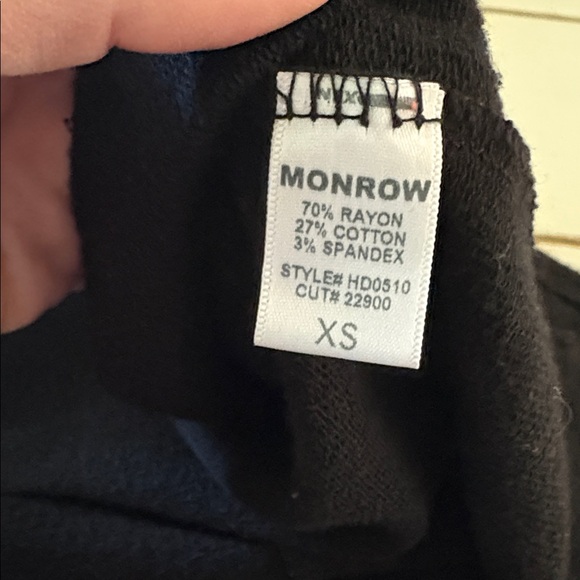 MONROW
70% RAYON
27% COTTON
3% SPANDEX
STYLE# HD0510
CUT# 22900
XS